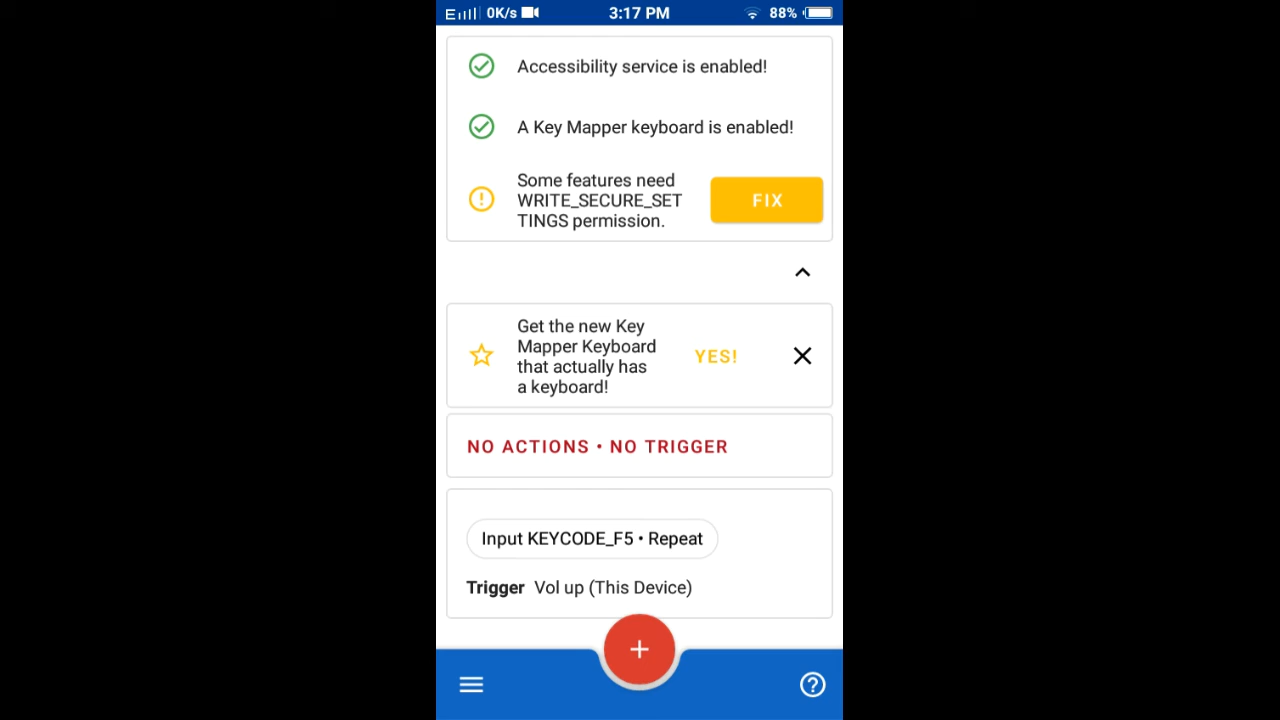 0K/s 3:17 PM 88%
Accessibility service is enabled!
A Key Mapper keyboard is enabled!
Some features need
WRITE_SECURE_SET
TINGS permission.
FIX
Get the new Key
Mapper Keyboard
that actually has
a keyboard!
YES!
NO ACTIONS • NO TRIGGER
Input KEYCODE_F5 • Repeat
Trigger Vol up (This Device)